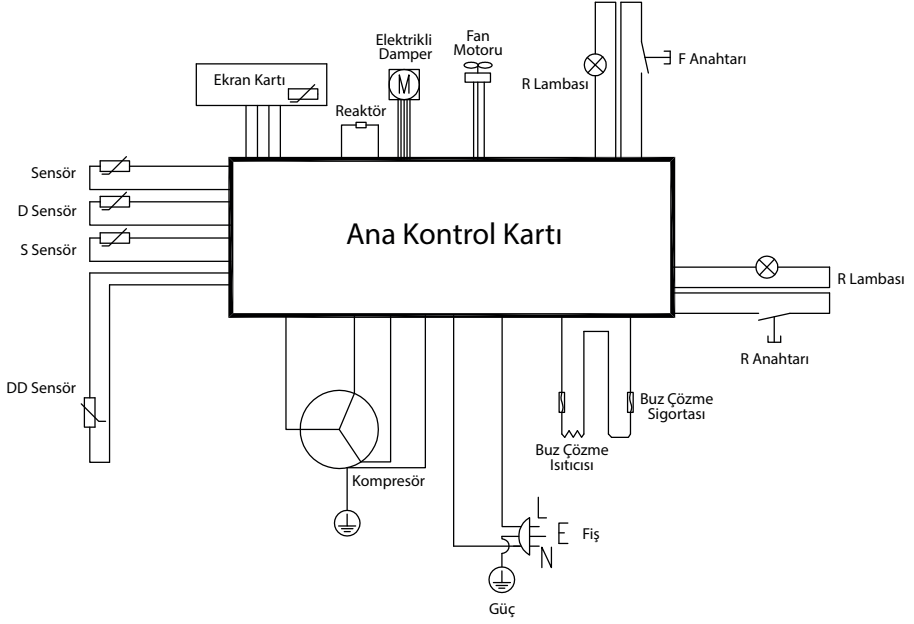 Elektrikli
Damper
Fan
Motoru
F Anahtarı
R Lambası
Ekran Kartı
M
Reaktör
Sensör
D Sensör
S Sensör
Ana Kontrol Kartı
R Lambası
R Anahtarı
DD Sensör
Buz Çözme
Sigortası
Buz Çözme
Isıtıcısı
Kompresör
L
E
Fiş
N
Güç